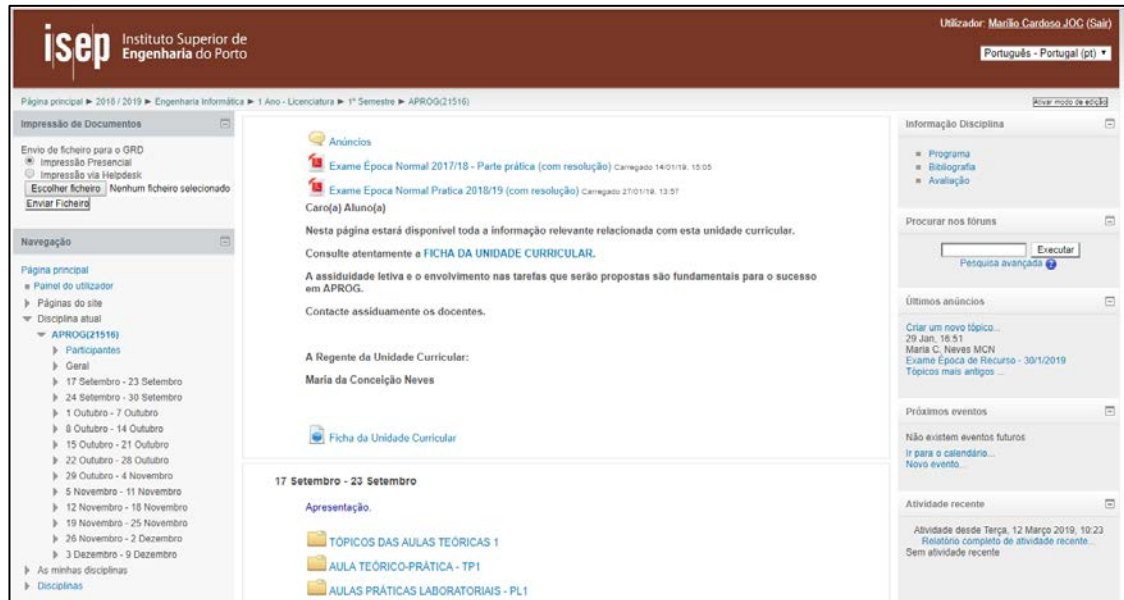 isep Instituto Superior de
Engenharia do Porto
Utilizador: Marílio Cardoso JOC (Sair)
Português - Portugal (pt)
Página principal ► 2018 / 2019 ► Engenharia Informática ► 1 Ano - Licenciatura ► 1º Semestre ► APROG(21516)
Ativar modo de edição
Impressão de Documentos
Envio de ficheiro para o GRD
Impressão Presencial
Impressão via Helpdesk
Escolher ficheiro Nenhum ficheiro selecionado
Enviar Ficheiro
Navegação
Página principal
Painel do utilizador
Páginas do site
Disciplina atual
APROG(21516)
Participantes
Geral
17 Setembro - 23 Setembro
24 Setembro - 30 Setembro
1 Outubro - 7 Outubro
8 Outubro - 14 Outubro
15 Outubro - 21 Outubro
22 Outubro - 28 Outubro
29 Outubro - 4 Novembro
5 Novembro - 11 Novembro
12 Novembro - 18 Novembro
19 Novembro - 25 Novembro
26 Novembro - 2 Dezembro
3 Dezembro - 9 Dezembro
As minhas disciplinas
Disciplinas
Anúncios
Exame Época Normal 2017/18 - Parte prática (com resolução) Carregado 14/01/19, 15:05
Exame Época Normal Pratica 2018/19 (com resolução) Carregado 27/01/19, 13:57
Caro(a) Aluno(a)
Nesta página estará disponível toda a informação relevante relacionada com esta unidade curricular.
Consulte atentamente a FICHA DA UNIDADE CURRICULAR.
A assiduidade letiva e o envolvimento nas tarefas que serão propostas são fundamentais para o sucesso
em APROG.
Contacte assiduamente os docentes.
A Regente da Unidade Curricular:
Maria da Conceição Neves
Ficha da Unidade Curricular
17 Setembro - 23 Setembro
Apresentação.
TÓPICOS DAS AULAS TEÓRICAS 1
AULA TEÓRICO-PRÁTICA - TP1
AULAS PRÁTICAS LABORATORIAIS - PL1
Informação Disciplina
Programa
Bibliografia
Avaliação
Procurar nos fóruns
Executar
Pesquisa avançada
Últimos anúncios
Criar um novo tópico...
29 Jan, 16:51
Maria C. Neves MCN
Exame Época de Recurso - 30/1/2019
Tópicos mais antigos ...
Próximos eventos
Não existem eventos futuros
Ir para o calendário...
Novo evento...
Atividade recente
Atividade desde Terça, 12 Março 2019, 10:23
Relatório completo de atividade recente...
Sem atividade recente